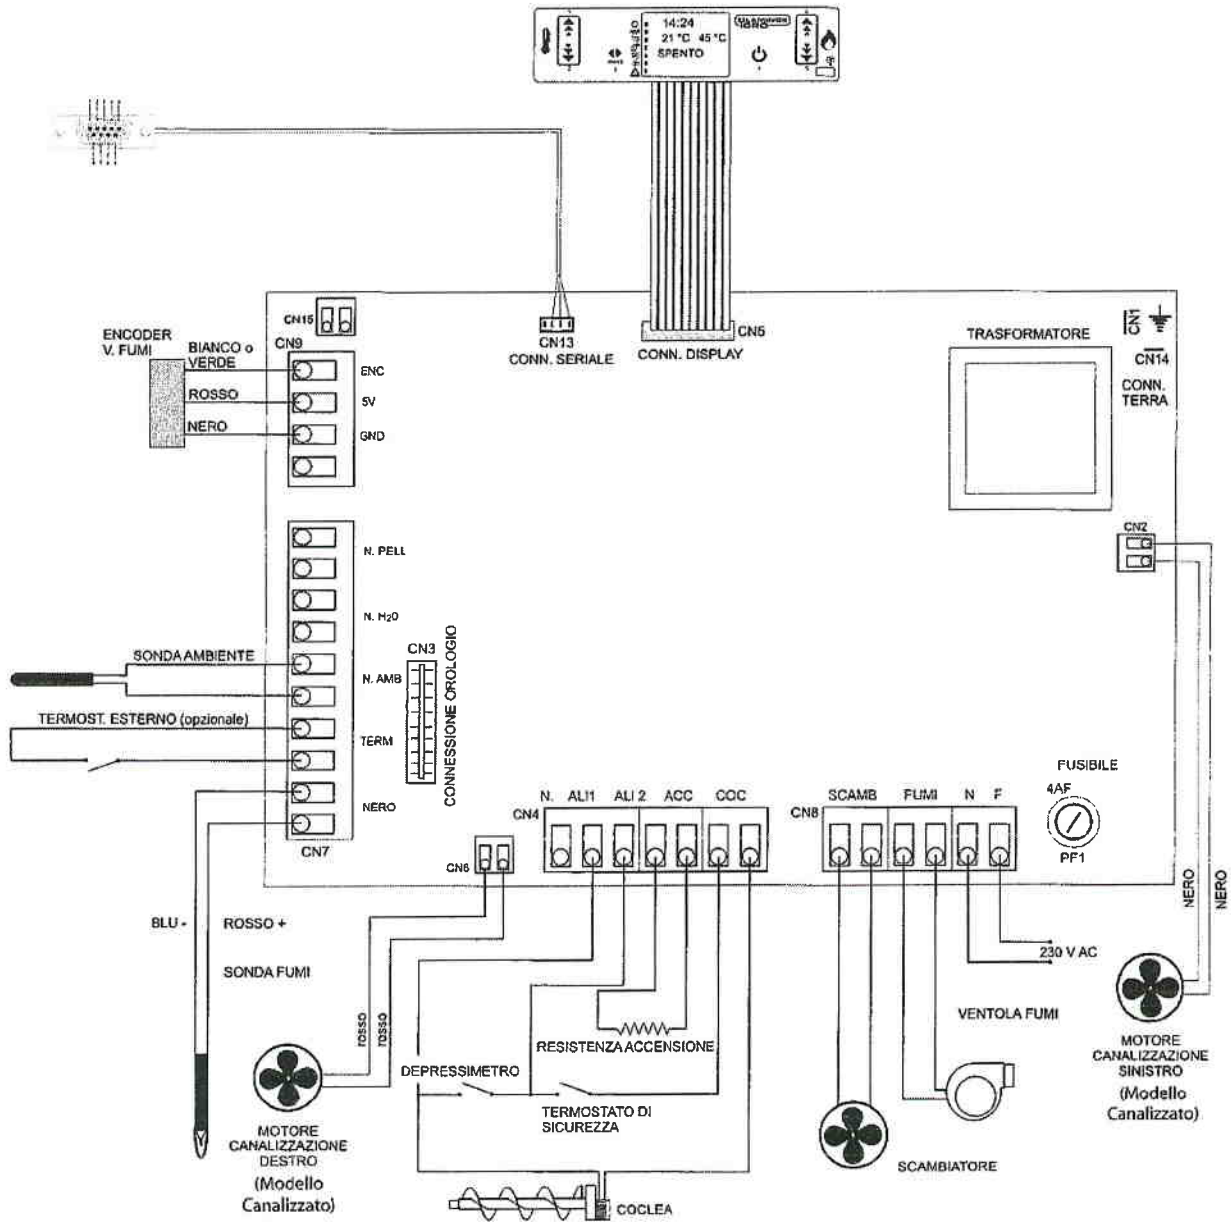 14:24
21 °C 45 °C
SPENTO
CN15
CN9
ENCODER
V. FUMI
BIANCO o
VERDE
ROSSO
NERO
ENC
5V
GND
CN13
CONN. SERIALE
CN5
CONN. DISPLAY
TRASFORMATORE
CN1
CN14
CONN.
TERRA
CN2
N. PELL
N. H2O
SONDA AMBIENTE
N. AMB
TERMOST. ESTERNO (opzionale)
TERM
NERO
CN7
CN3
CONNESSIONE OROLOGIO
CN6
N. ALI1 ALI 2 ACC COC
CN4
SCAMB FUMI N F
CN8
FUSIBILE
4AF
PF1
NERO
NERO
BLU -
ROSSO +
SONDA FUMI
rosso
rosso
230 V AC
VENTOLA FUMI
RESISTENZA ACCENSIONE
DEPRESSIMETRO
TERMOSTATO DI
SICUREZZA
MOTORE
CANALIZZAZIONE
DESTRO
(Modello
Canalizzato)
COCLEA
SCAMBIATORE
MOTORE
CANALIZZAZIONE
SINISTRO
(Modello
Canalizzato)